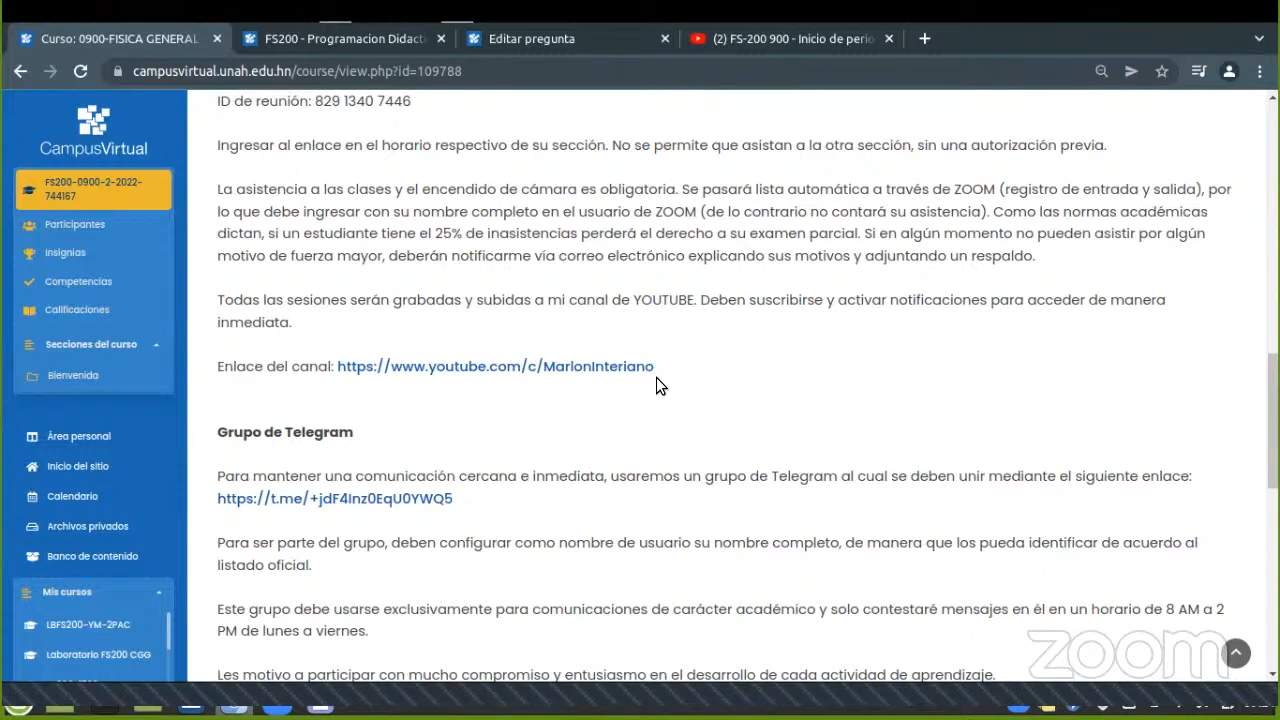 Curso: 0900-FISICA GENERAL
FS200 - Programacion Didacti
Editar pregunta
(2) FS-200 900 - Inicio de perio
campusvirtual.unah.edu.hn/course/view.php?id=109788
CampusVirtual
FS200-0900-2-2022-
744167
Participantes
Insignias
Competencias
Calificaciones
Secciones del curso
Bienvenida
Área personal
Inicio del sitio
Calendario
Archivos privados
Banco de contenido
Mis cursos
LBFS200-YM-2PAC
Laboratorio FS200 CGG
ID de reunión: 829 1340 7446
Ingresar al enlace en el horario respectivo de su sección. No se permite que asistan a la otra sección, sin una autorización previa.
La asistencia a las clases y el encendido de cámara es obligatoria. Se pasará lista automática a través de ZOOM (registro de entrada y salida), por
lo que debe ingresar con su nombre completo en el usuario de ZOOM (de lo contrario no contará su asistencia). Como las normas académicas
dictan, si un estudiante tiene el 25% de inasistencias perderá el derecho a su examen parcial. Si en algún momento no pueden asistir por algún
motivo de fuerza mayor, deberán notificarme vía correo electrónico explicando sus motivos y adjuntando un respaldo.
Todas las sesiones serán grabadas y subidas a mi canal de YOUTUBE. Deben suscribirse y activar notificaciones para acceder de manera
inmediata.
Enlace del canal: https://www.youtube.com/c/MarlonInteriano
Grupo de Telegram
Para mantener una comunicación cercana e inmediata, usaremos un grupo de Telegram al cual se deben unir mediante el siguiente enlace:
https://t.me/+jdF4Inz0EqU0YWQ5
Para ser parte del grupo, deben configurar como nombre de usuario su nombre completo, de manera que los pueda identificar de acuerdo al
listado oficial.
Este grupo debe usarse exclusivamente para comunicaciones de carácter académico y solo contestaré mensajes en él en un horario de 8 AM a 2
PM de lunes a viernes.
Les motivo a participar con mucho compromiso y entusiasmo en el desarrollo de cada actividad de aprendizaje.
zoom